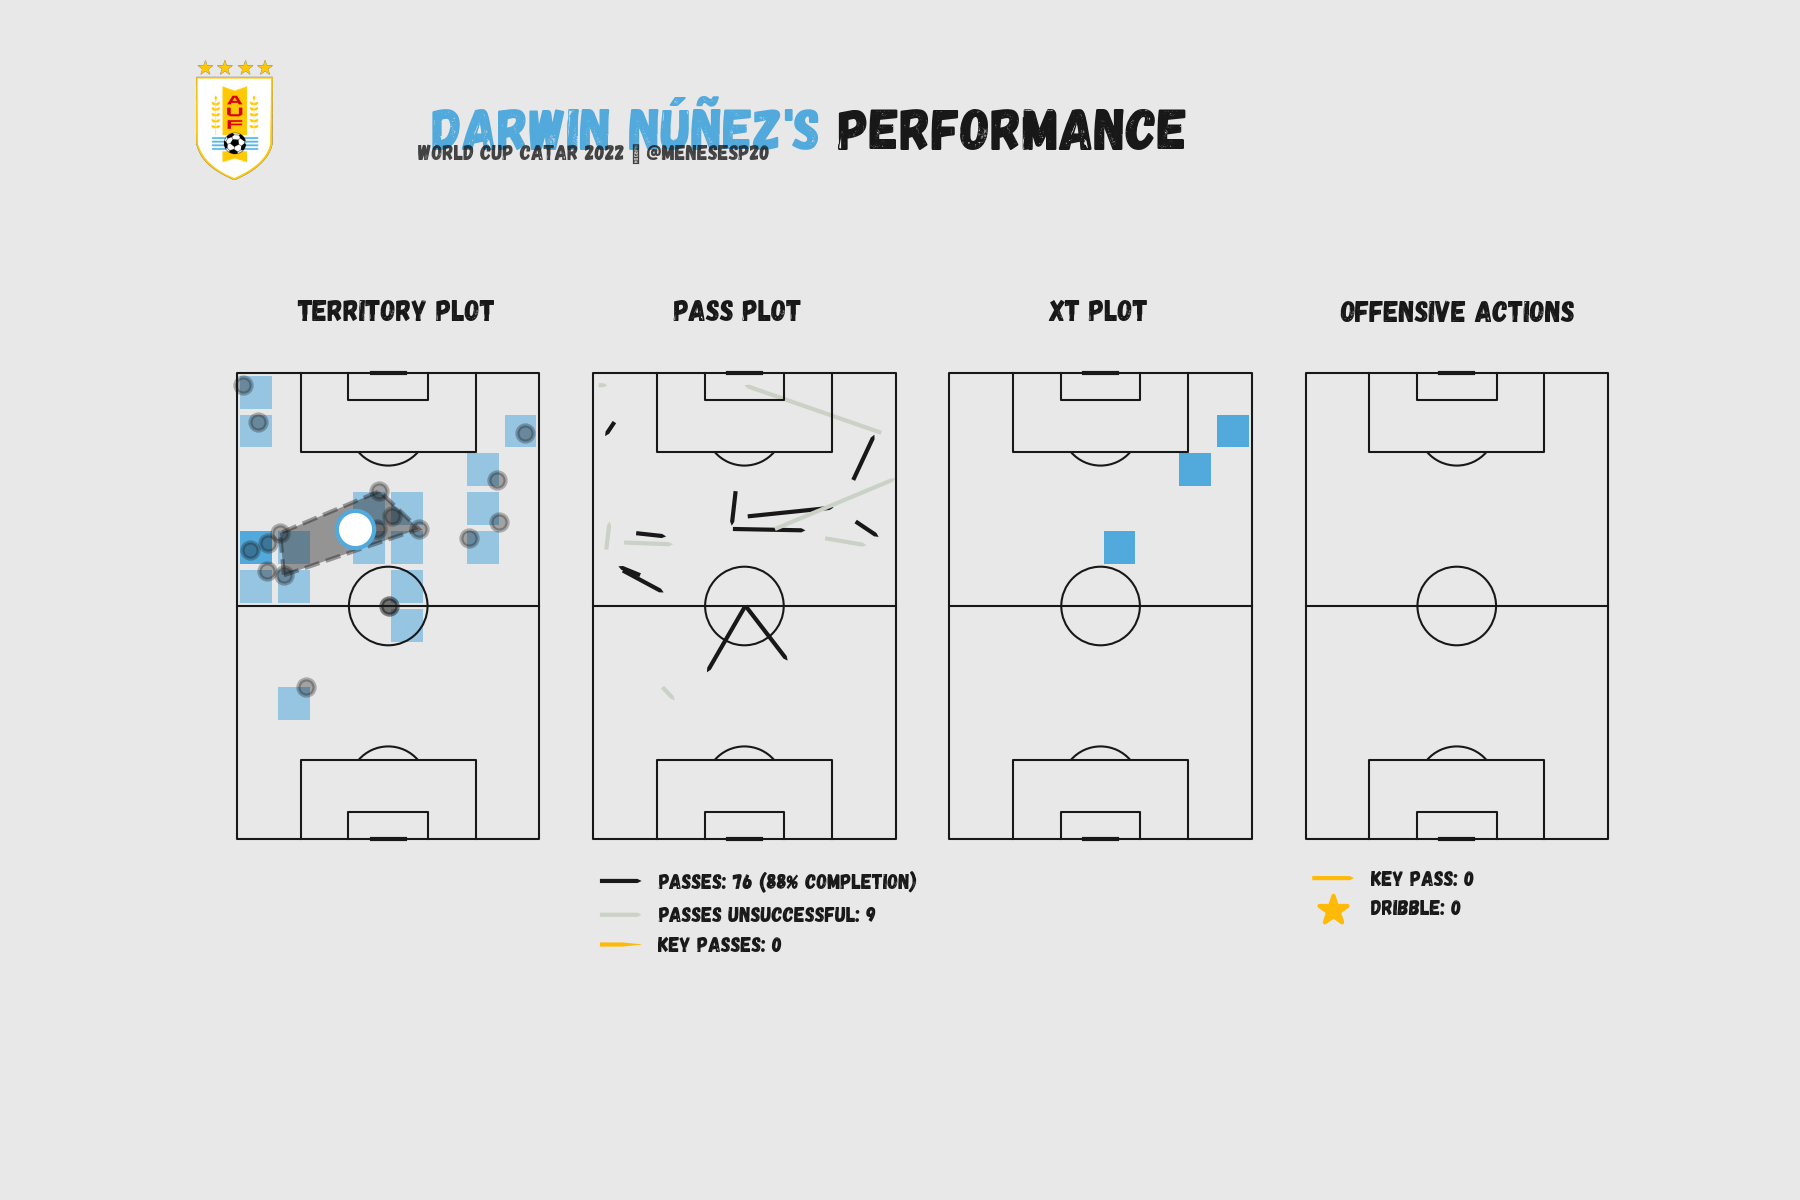 AUF
DARWIN NÚÑEZ'S PERFORMANCE
WORLD CUP CATAR 2022 @MENESESP20
TERRITORY PLOT
PASS PLOT
XT PLOT
OFFENSIVE ACTIONS
PASSES: 76 (88% COMPLETION)
PASSES UNSUCCESSFUL: 9
KEY PASSES: 0
KEY PASS: 0
DRIBBLE: 0